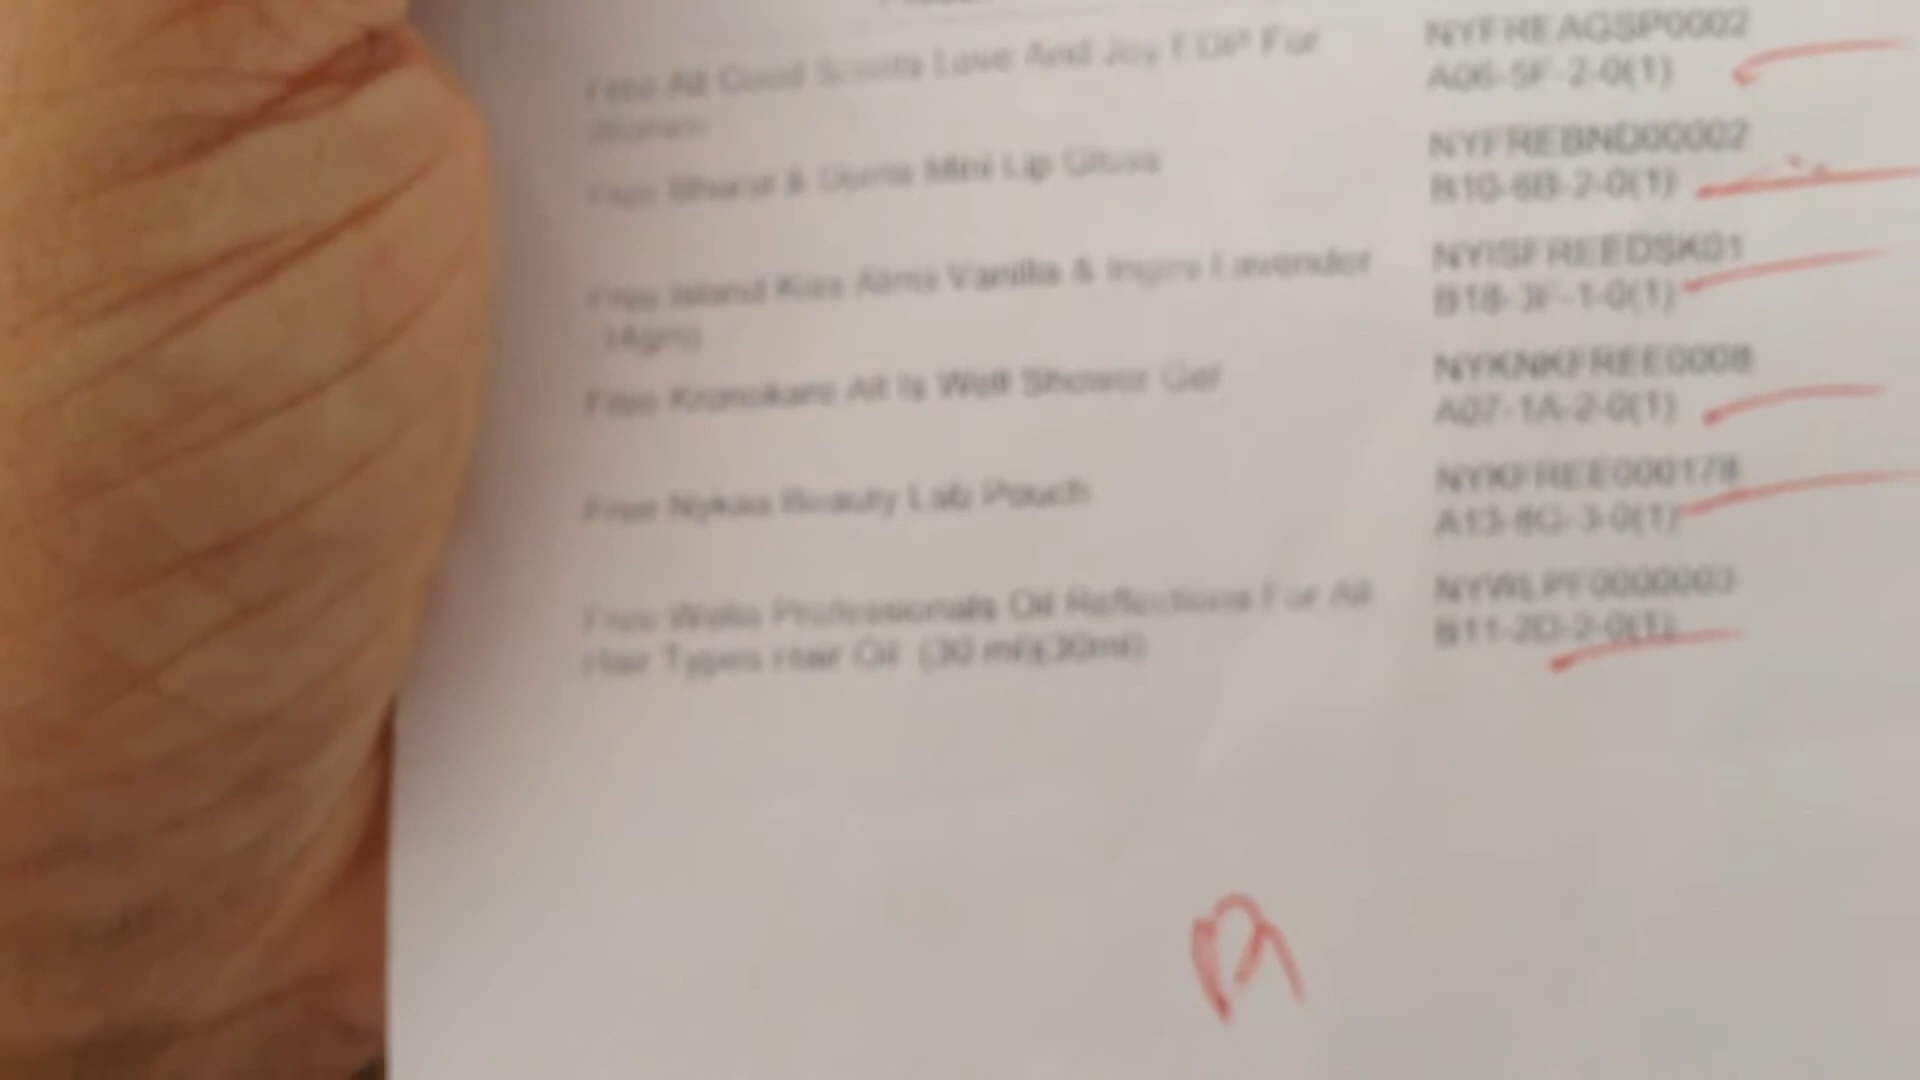 Free All Good Scents Love And Joy EDP For
Women
NYFREAGSP0002
A06-5F-2-0(1)
Free Bharat & Dorris Mini Lip Gloss
NYFREBND00002
B10-6B-2-0(1)
Free Island Kiss Vanilla & Lavender
NYISFREEDSK01
B18-3F-1-0(1)
Free Kronokare All Is Well Shower Gel
NYKNKFREE0008
A07-1A-2-0(1)
Free Nykaa Beauty Lab Pouch
NYKFREE000178
A13-8G-3-0(1)
Free Wella Professionals Oil Reflections For All
Hair Types Hair Oil (30 ml)(30ml)
NYWLPF0000003
B11-2D-2-0(1)